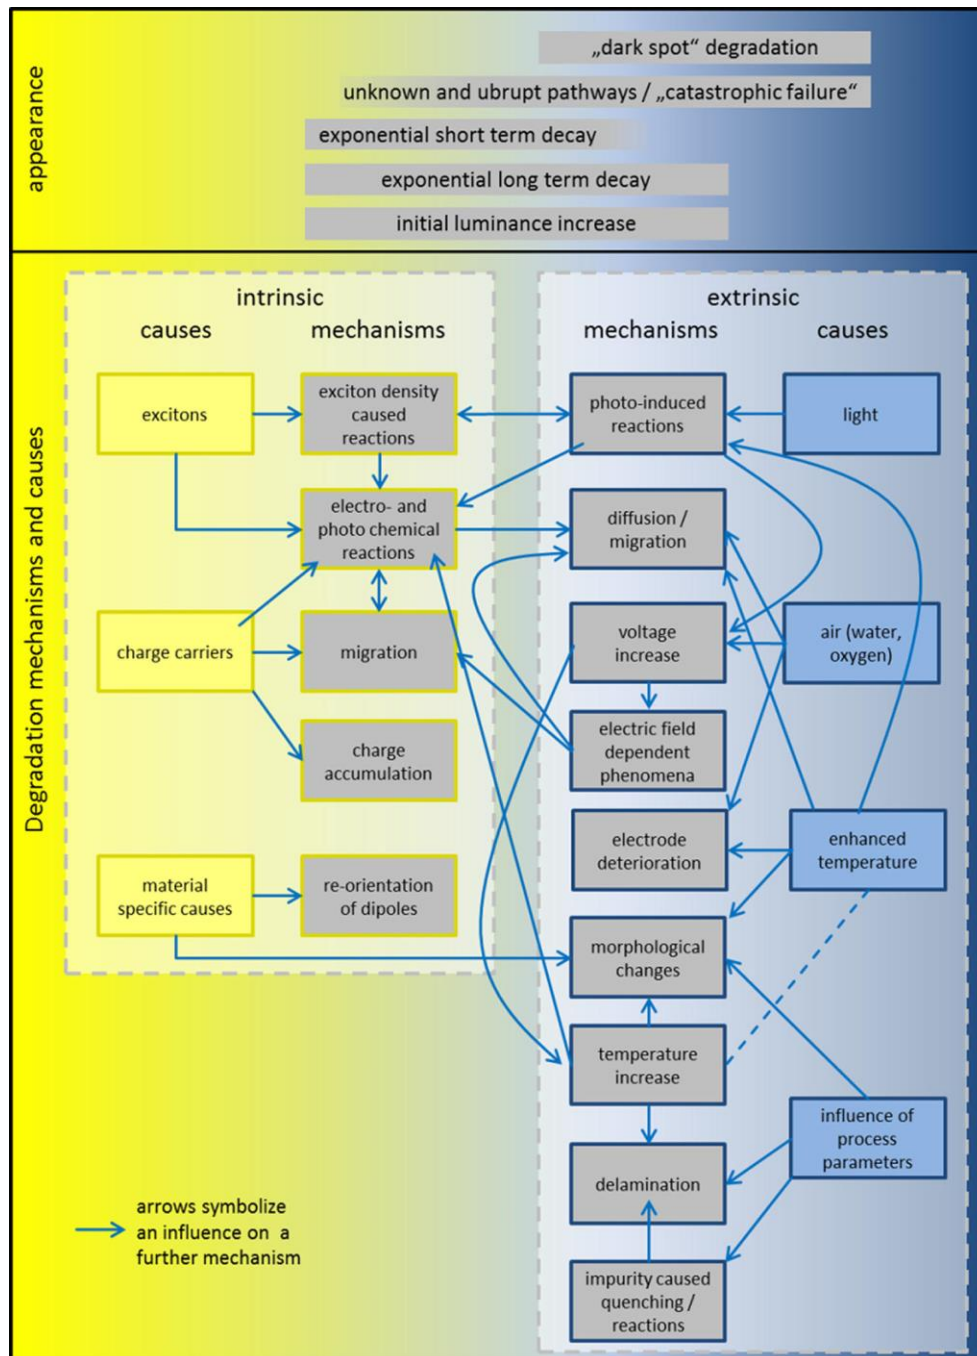 appearance
„dark spot“ degradation
unknown and ubrupt pathways / „catastrophic failure“
exponential short term decay
exponential long term decay
initial luminance increase
Degradation mechanisms and causes
intrinsic
causes
mechanisms
extrinsic
mechanisms
causes
excitons
exciton density
caused
reactions
photo-induced
reactions
light
electro- and
photo chemical
reactions
diffusion /
migration
charge carriers
migration
voltage
increase
air (water,
oxygen)
charge
accumulation
electric field
dependent
phenomena
electrode
deterioration
enhanced
temperature
material
specific causes
re-orientation
of dipoles
morphological
changes
temperature
increase
influence of
process
parameters
delamination
impurity caused
quenching /
reactions
arrows symbolize
an influence on a
further mechanism